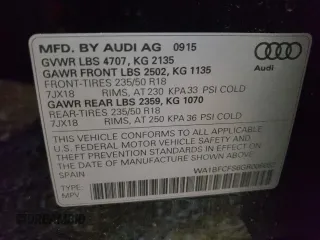 MFD. BY AUDI AG 0915
GVWR LBS 4707, KG 2135
GAWR FRONT LBS 2502, KG 1135
FRONT-TIRES 235/50 R18
7JX18 RIMS, AT 230 KPA 33 PSI COLD
GAWR REAR LBS 2359, KG 1070
REAR-TIRES 235/50 R18
7JX18 RIMS, AT 250 KPA 36 PSI COLD
Audi
THIS VEHICLE CONFORMS TO ALL APPLICABLE
U.S. FEDERAL MOTOR VEHICLE SAFETY AND
THEFT PREVENTION STANDARDS IN EFFECT ON
THE DATE OF MANUFACTURE SHOWN ABOVE.
TYPE:
MPV